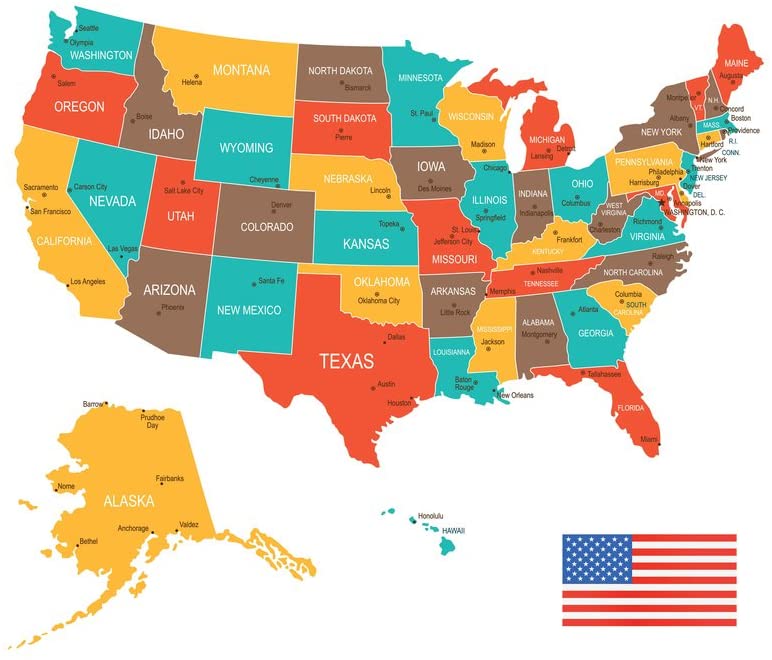 Seattle
Olympia
WASHINGTON
Salem
OREGON
Boise
IDAHO
Helena
MONTANA
NORTH DAKOTA
Bismarck
SOUTH DAKOTA
Pierre
MINNESOTA
St. Paul
WISCONSIN
Madison
MICHIGAN
Lansing
Detroit
MAINE
Augusta
Montpelier
VT.
N.H.
Concord
Albany
NEW YORK
MASS
Boston
Providence
Hartford
R.I.
CONN.
New York
WYOMING
Cheyenne
NEBRASKA
Lincoln
IOWA
Des Moines
Chicago
ILLINOIS
Springfield
INDIANA
Indianapolis
OHIO
Columbus
PENNSYLVANIA
Philadelphia
Harrisburg
Trenton
NEW JERSEY
Dover
DEL.
MD.
Annapolis
WASHINGTON, D. C.
Sacramento
San Francisco
CALIFORNIA
Los Angeles
Carson City
NEVADA
Las Vegas
Salt Lake City
UTAH
Denver
COLORADO
Topeka
KANSAS
St. Louis
Jefferson City
MISSOURI
Frankfort
KENTUCKY
WEST
VIRGINIA
Charleston
Richmond
VIRGINIA
ARIZONA
Phoenix
Santa Fe
NEW MEXICO
OKLAHOMA
Oklahoma City
ARKANSAS
Little Rock
Memphis
Nashville
TENNESSEE
Raleigh
NORTH CAROLINA
Columbia
SOUTH
CAROLINA
TEXAS
Dallas
Austin
Houston
LOUISIANNA
Baton
Rouge
New Orleans
MISSISSIPPI
Jackson
ALABAMA
Montgomery
Atlanta
GEORGIA
Tallahassee
FLORIDA
Miami
Barrow
Prudhoe
Day
Nome
Fairbanks
ALASKA
Anchorage
Valdez
Bethel
Honolulu
HAWAII